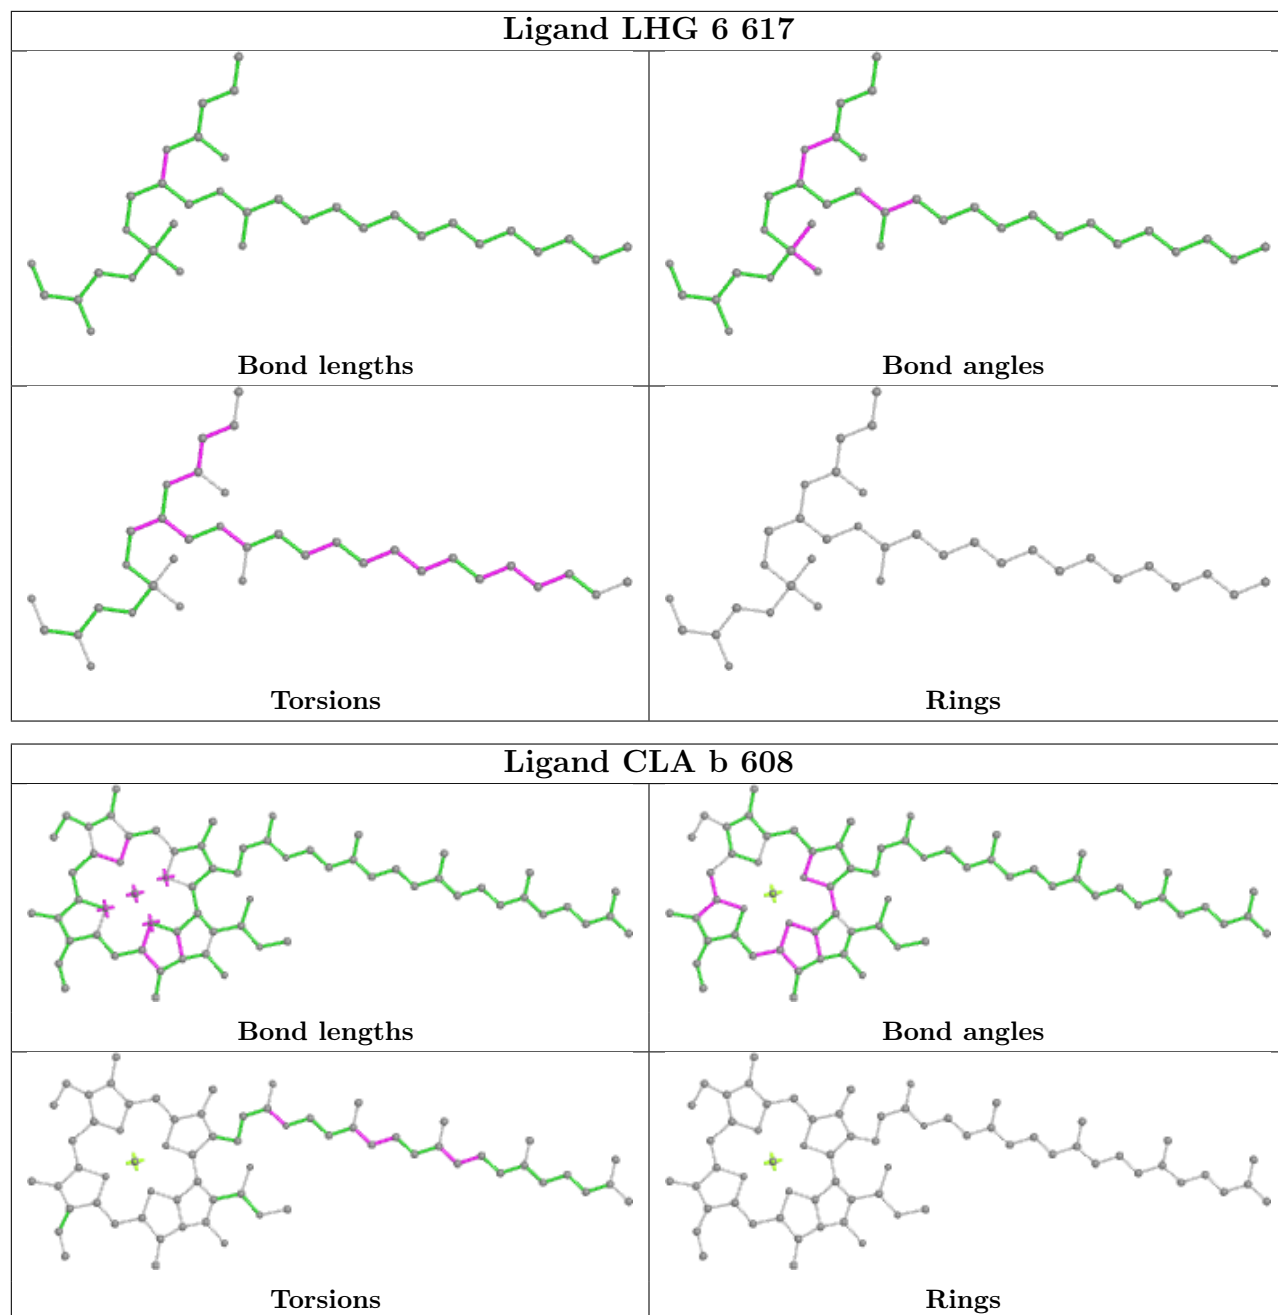 Ligand LHG 6 617
Bond lengths
Bond angles
Torsions
Rings
Ligand CLA b 608
Bond lengths
Bond angles
Torsions
Rings